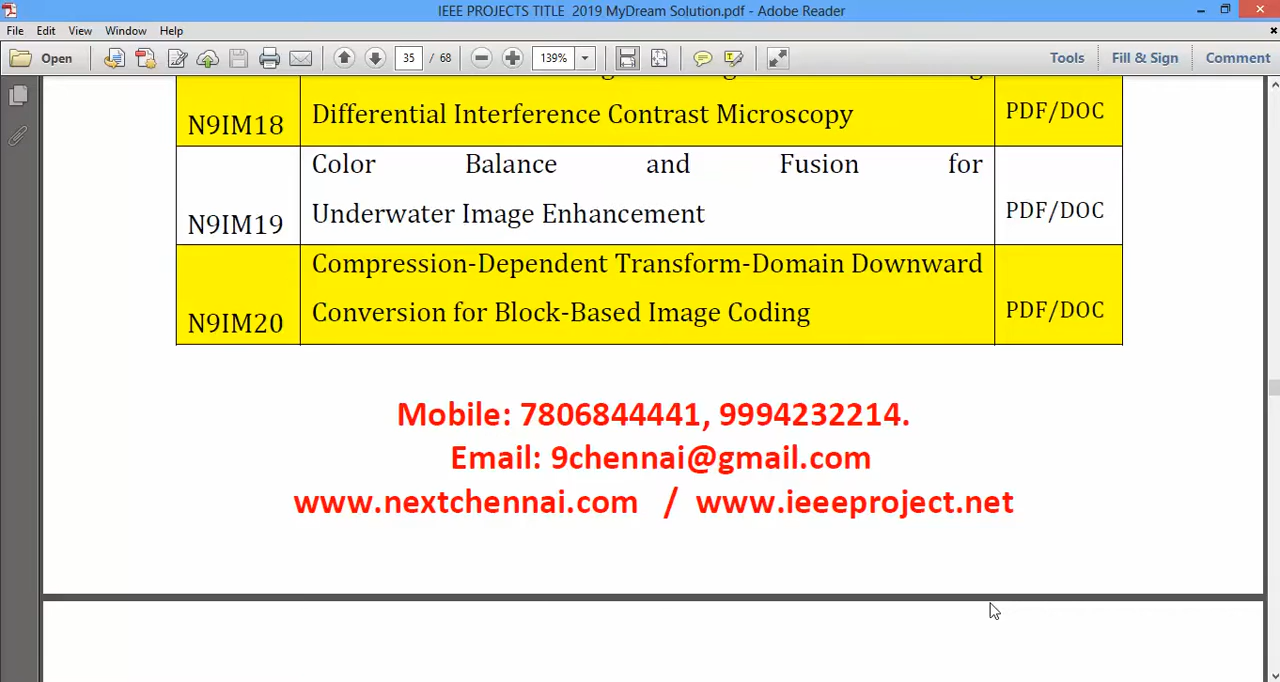 IEEE PROJECTS TITLE 2019 MyDream Solution.pdf - Adobe Reader
File Edit View Window Help
Open 35 / 68 139% Tools Fill & Sign Comment
N9IM18 Differential Interference Contrast Microscopy PDF/DOC
Color Balance and Fusion for
N9IM19 Underwater Image Enhancement PDF/DOC
Compression-Dependent Transform-Domain Downward
N9IM20 Conversion for Block-Based Image Coding PDF/DOC
Mobile: 7806844441, 9994232214.
Email: 9chennai@gmail.com
www.nextchennai.com / www.ieeeproject.net